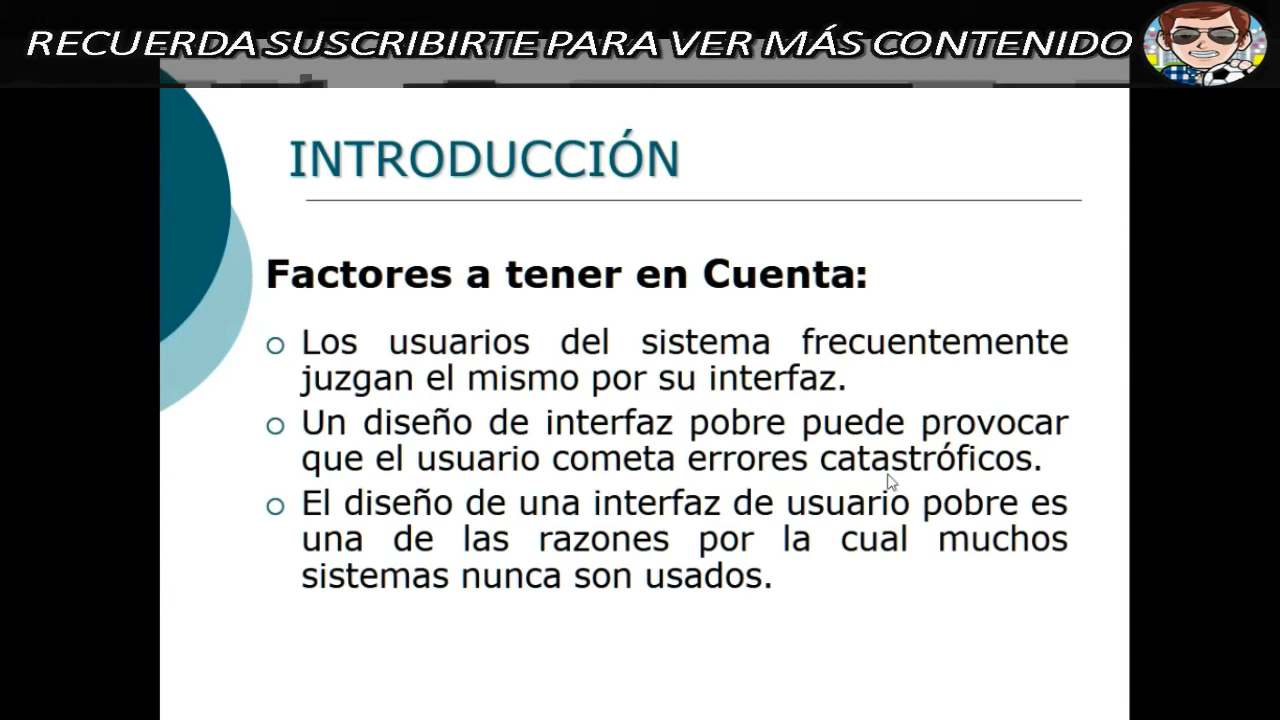 RECUERDA SUSCRIBIRTE PARA VER MÁS CONTENIDO
INTRODUCCIÓN
Factores a tener en Cuenta:
Los usuarios del sistema frecuentemente
juzgan el mismo por su interfaz.
Un diseño de interfaz pobre puede provocar
que el usuario cometa errores catastróficos.
El diseño de una interfaz de usuario pobre es
una de las razones por la cual muchos
sistemas nunca son usados.